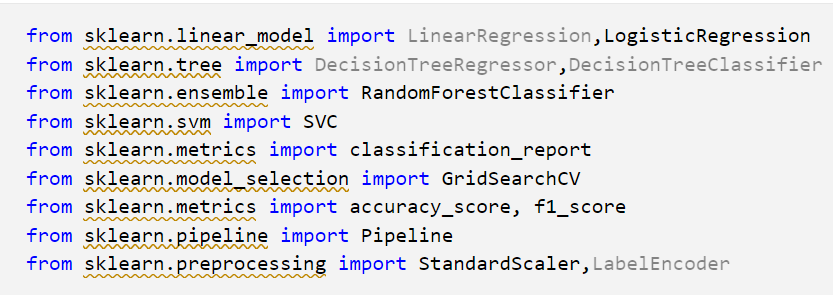 from sklearn.linear_model import LinearRegression,LogisticRegression
from sklearn.tree import DecisionTreeRegressor,DecisionTreeClassifier
from sklearn.ensemble import RandomForestClassifier
from sklearn.svm import SVC
from sklearn.metrics import classification_report
from sklearn.model_selection import GridSearchCV
from sklearn.metrics import accuracy_score, f1_score
from sklearn.pipeline import Pipeline
from sklearn.preprocessing import StandardScaler,LabelEncoder